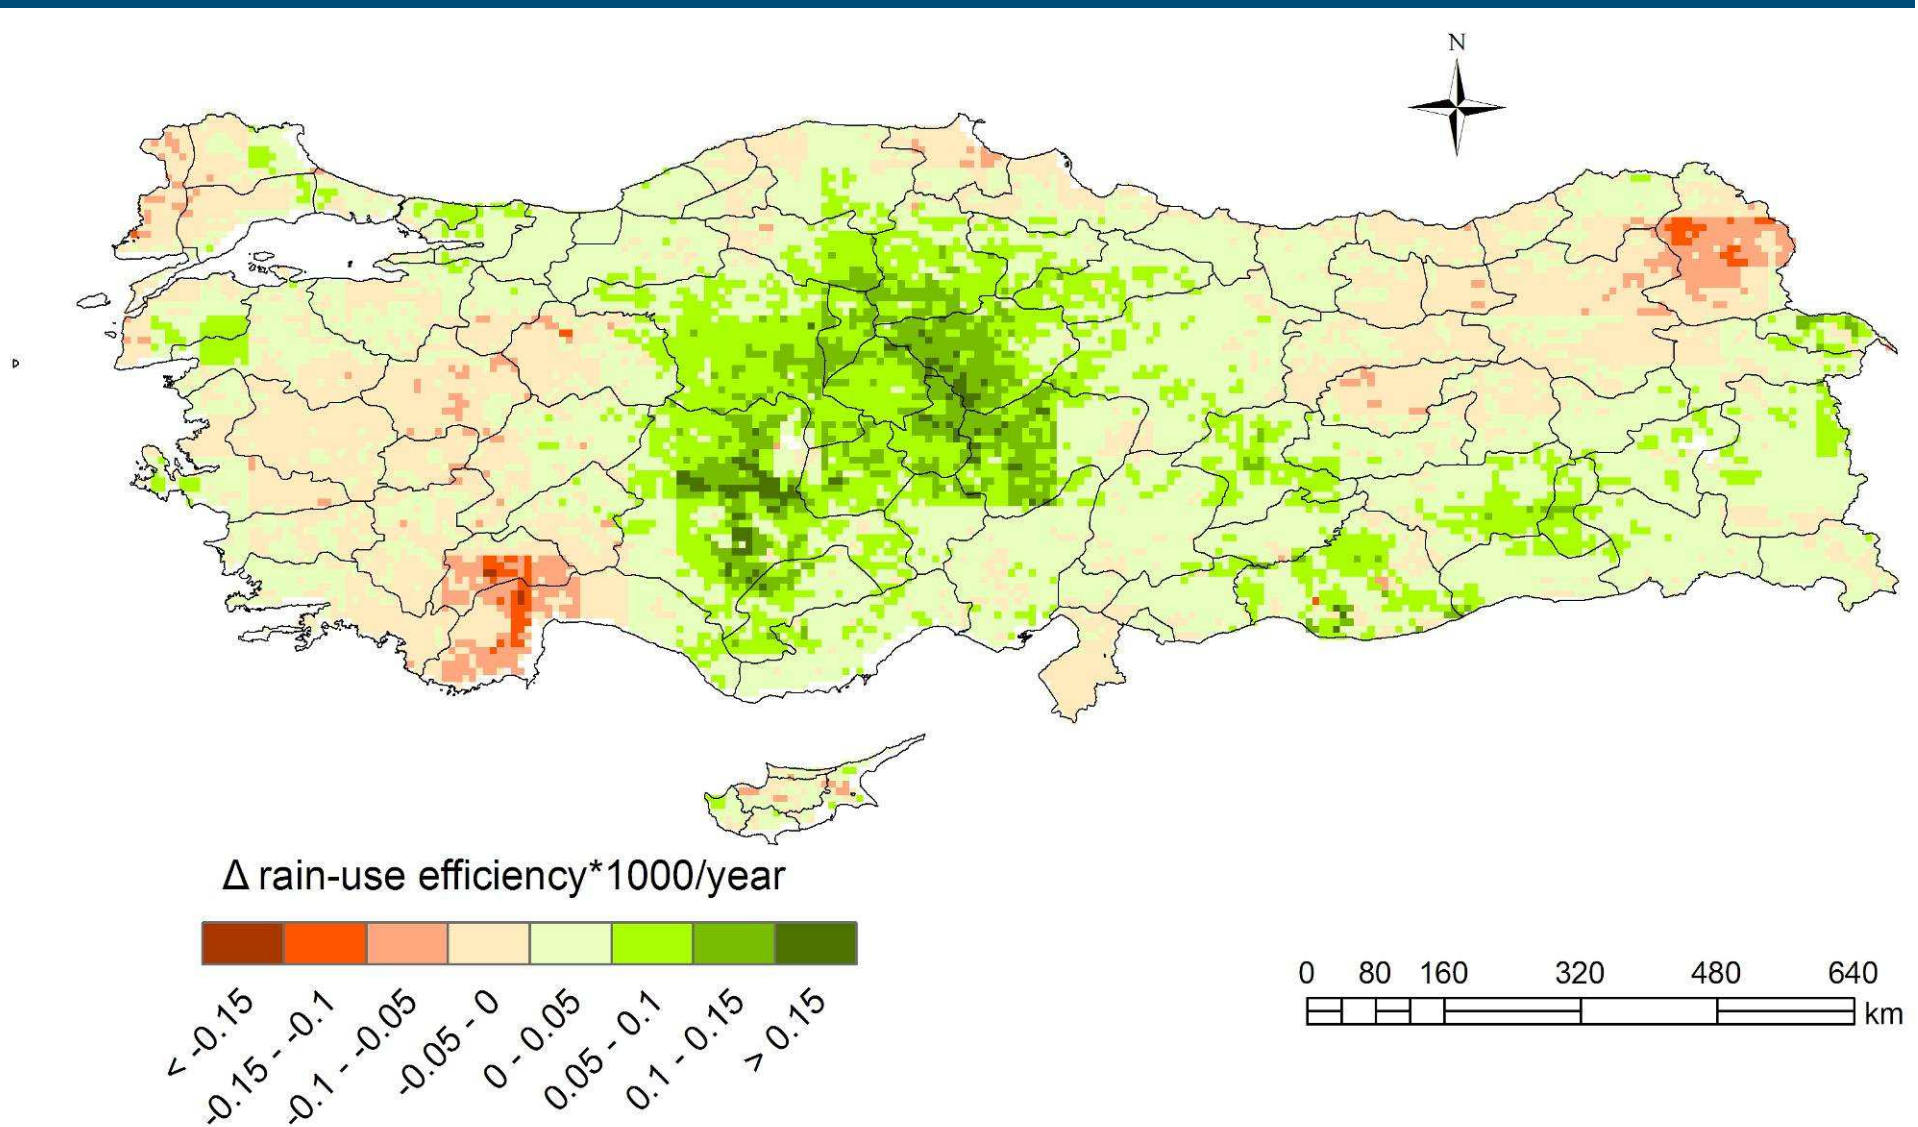 N
Δ rain-use efficiency*1000/year
< -0.15
-0.15 - -0.1
-0.1 - -0.05
-0.05 - 0
0 - 0.05
0.05 - 0.1
0.1 - 0.15
> 0.15
0 80 160 320 480 640
km